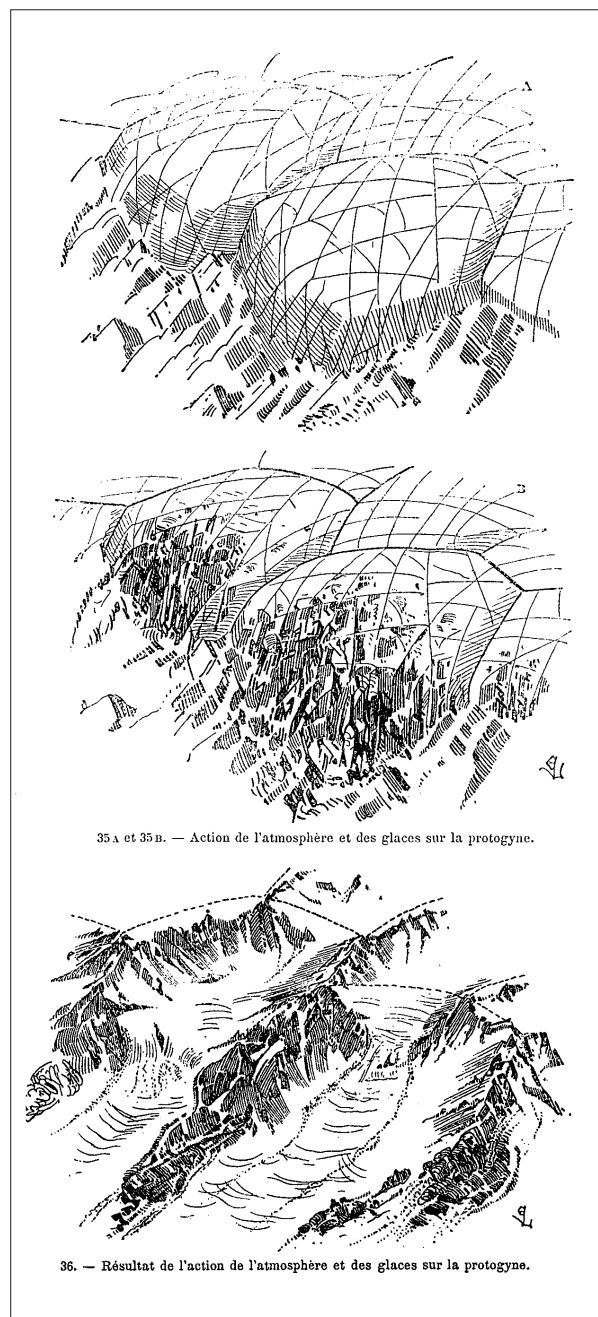 A
B
35 A et 35 B. — Action de l'atmosphère et des glaces sur la protogyne.
36. — Résultat de l'action de l'atmosphère et des glaces sur la protogyne.